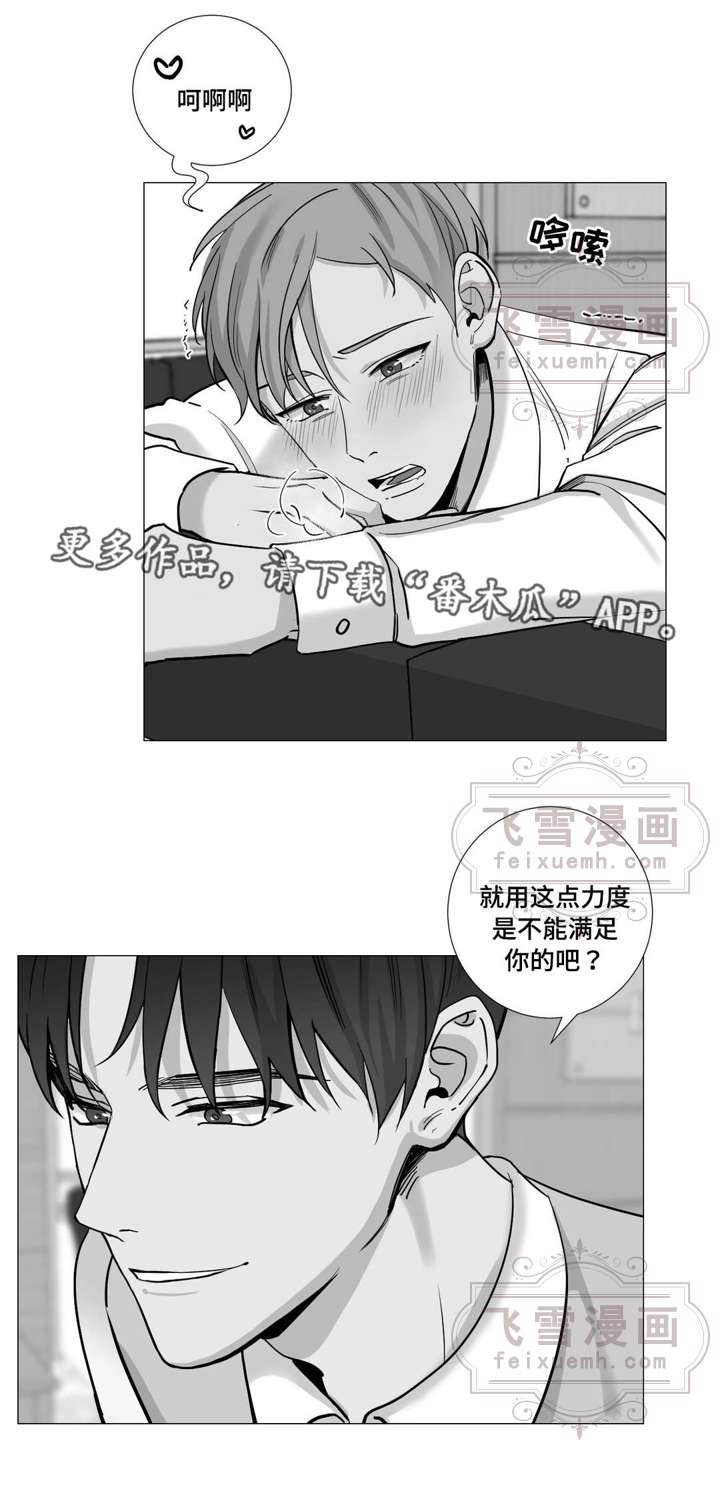 呵啊啊
哆嗦
飞雪漫画
feixuemh.com
更多作品，请下载“番木瓜”APP。
飞雪漫画
feixuemh.com
就用这点力度
是不能满足
你的吧？
飞雪漫画
feixuemh.com